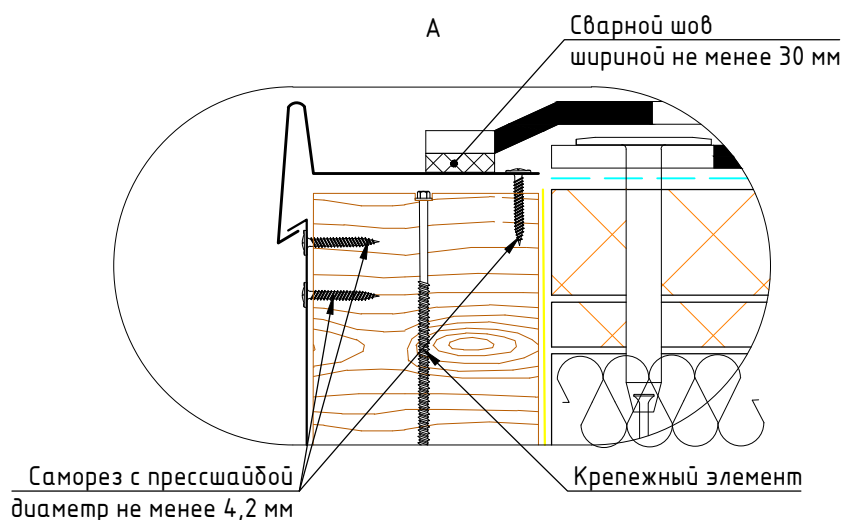 А
Сварной шов
шириной не менее 30 мм
Саморез с прессшайбой
диаметр не менее 4,2 мм
Крепежный элемент